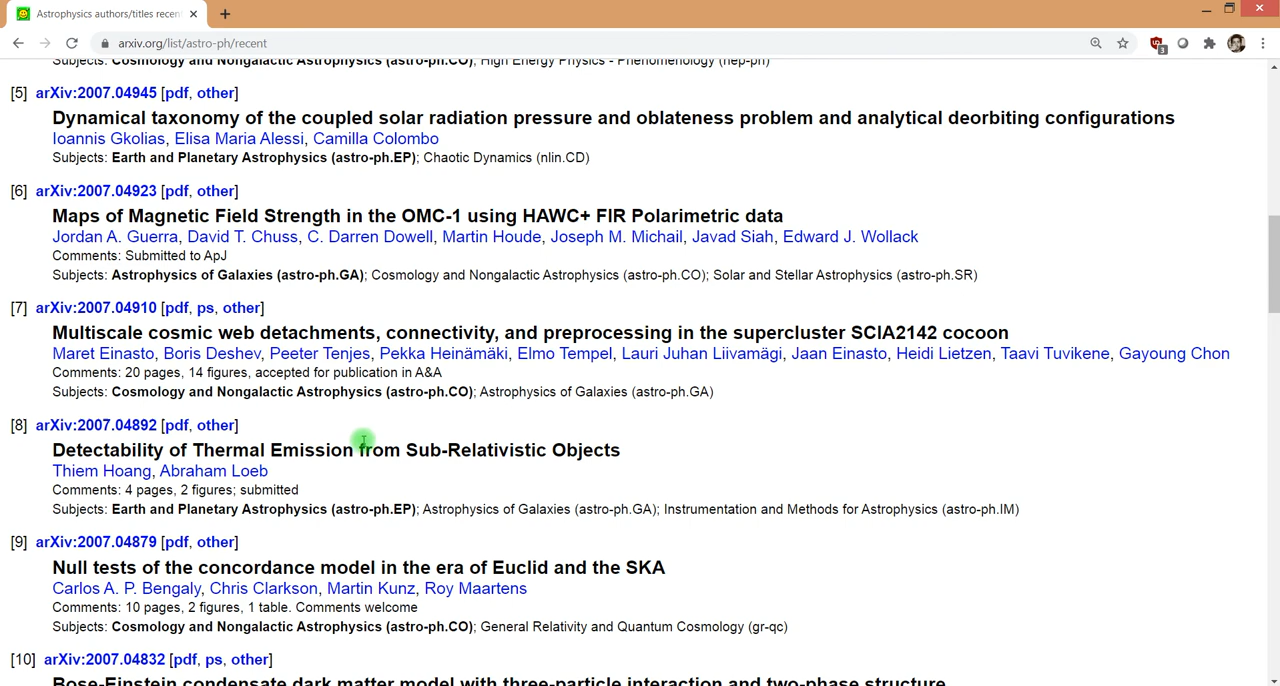 Astrophysics authors/titles recen
arxiv.org/list/astro-ph/recent
3
Subjects: Cosmology and Nongalactic Astrophysics (astro-ph.CO); High Energy Physics - Phenomenology (hep-ph)
[5] arXiv:2007.04945 [pdf, other]
Dynamical taxonomy of the coupled solar radiation pressure and oblateness problem and analytical deorbiting configurations
Ioannis Gkolias, Elisa Maria Alessi, Camilla Colombo
Subjects: Earth and Planetary Astrophysics (astro-ph.EP); Chaotic Dynamics (nlin.CD)
[6] arXiv:2007.04923 [pdf, other]
Maps of Magnetic Field Strength in the OMC-1 using HAWC+ FIR Polarimetric data
Jordan A. Guerra, David T. Chuss, C. Darren Dowell, Martin Houde, Joseph M. Michail, Javad Siah, Edward J. Wollack
Comments: Submitted to ApJ
Subjects: Astrophysics of Galaxies (astro-ph.GA); Cosmology and Nongalactic Astrophysics (astro-ph.CO); Solar and Stellar Astrophysics (astro-ph.SR)
[7] arXiv:2007.04910 [pdf, ps, other]
Multiscale cosmic web detachments, connectivity, and preprocessing in the supercluster SCIA2142 cocoon
Maret Einasto, Boris Deshev, Peeter Tenjes, Pekka Heinämäki, Elmo Tempel, Lauri Juhan Liivamägi, Jaan Einasto, Heidi Lietzen, Taavi Tuvikene, Gayoung Chon
Comments: 20 pages, 14 figures, accepted for publication in A&A
Subjects: Cosmology and Nongalactic Astrophysics (astro-ph.CO); Astrophysics of Galaxies (astro-ph.GA)
[8] arXiv:2007.04892 [pdf, other]
Detectability of Thermal Emission from Sub-Relativistic Objects
Thiem Hoang, Abraham Loeb
Comments: 4 pages, 2 figures; submitted
Subjects: Earth and Planetary Astrophysics (astro-ph.EP); Astrophysics of Galaxies (astro-ph.GA); Instrumentation and Methods for Astrophysics (astro-ph.IM)
[9] arXiv:2007.04879 [pdf, other]
Null tests of the concordance model in the era of Euclid and the SKA
Carlos A. P. Bengaly, Chris Clarkson, Martin Kunz, Roy Maartens
Comments: 10 pages, 2 figures, 1 table. Comments welcome
Subjects: Cosmology and Nongalactic Astrophysics (astro-ph.CO); General Relativity and Quantum Cosmology (gr-qc)
[10] arXiv:2007.04832 [pdf, ps, other]
Bose-Einstein condensate dark matter model with three-particle interaction and two-phase structure